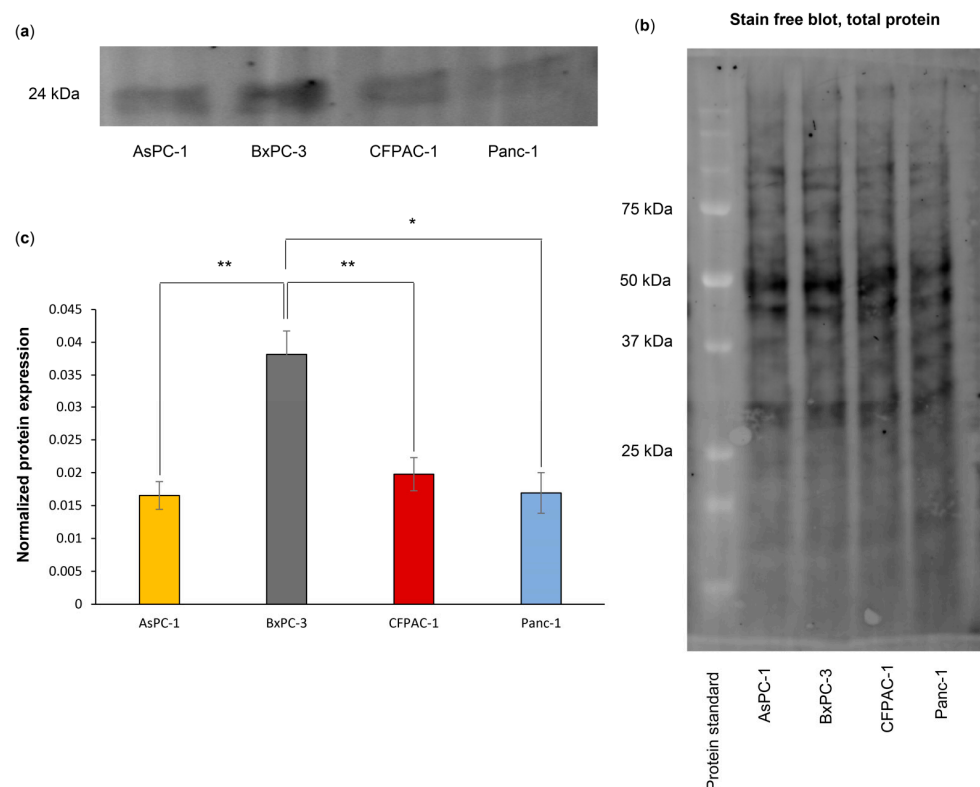 (a)
24 kDa
AsPC-1 BxPC-3 CFPAC-1 Panc-1
(b)
Stain free blot, total protein
75 kDa
50 kDa
37 kDa
25 kDa
Protein standard
AsPC-1
BxPC-3
CFPAC-1
Panc-1
(c)
*
** **
Normalized protein expression
0.045
0.04
0.035
0.03
0.025
0.02
0.015
0.01
0.005
0
AsPC-1 BxPC-3 CFPAC-1 Panc-1